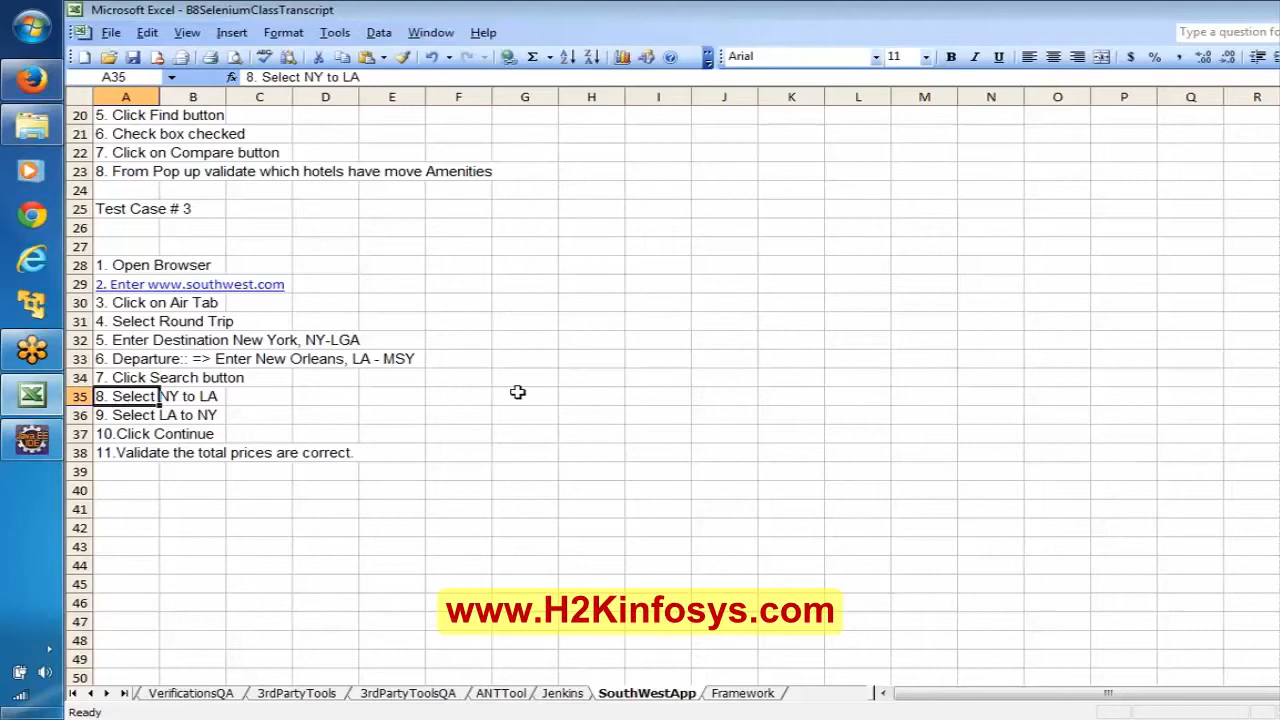 Microsoft Excel - B8SeleniumClassTranscript
File Edit View Insert Format Tools Data Window Help
Type a question fo
Arial 11 B I U $ %
A35 fx 8. Select NY to LA
A B C D E F G H I J K L M N O P Q R
20 5. Click Find button
21 6. Check box checked
22 7. Click on Compare button
23 8. From Pop up validate which hotels have move Amenities
24
25 Test Case # 3
26
27
28 1. Open Browser
29 2. Enter www.southwest.com
30 3. Click on Air Tab
31 4. Select Round Trip
32 5. Enter Destination New York, NY-LGA
33 6. Departure:: => Enter New Orleans, LA - MSY
34 7. Click Search button
35 8. Select NY to LA
36 9. Select LA to NY
37 10.Click Continue
38 11.Validate the total prices are correct.
39
40
41
42
43
44
45
46
47
48
49
50
www.H2Kinfosys.com
VerificationsQA 3rdPartyTools 3rdPartyToolsQA ANTTool Jenkins SouthWestApp Framework
Ready